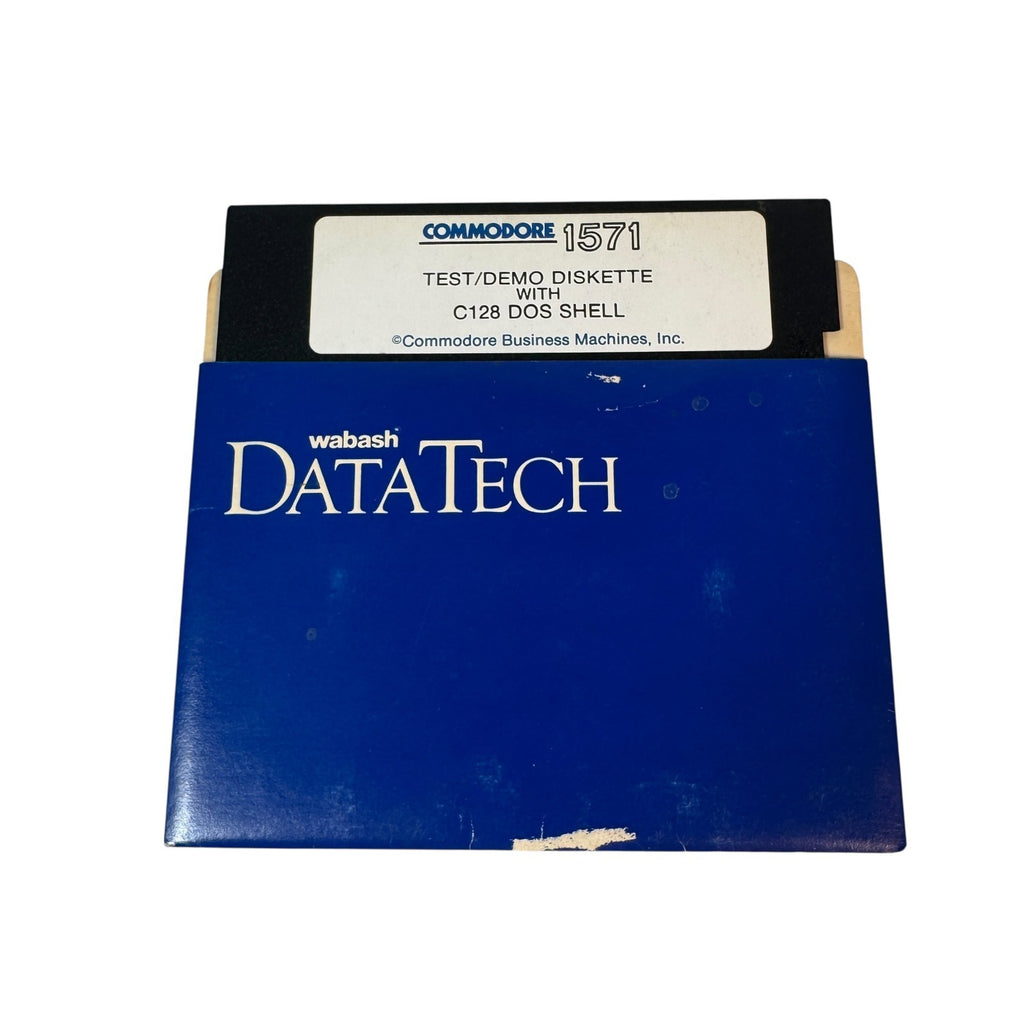 COMMODORE 1571
TEST/DEMO DISKETTE
WITH
C128 DOS SHELL
©Commodore Business Machines, Inc.
wabash
DATATECH